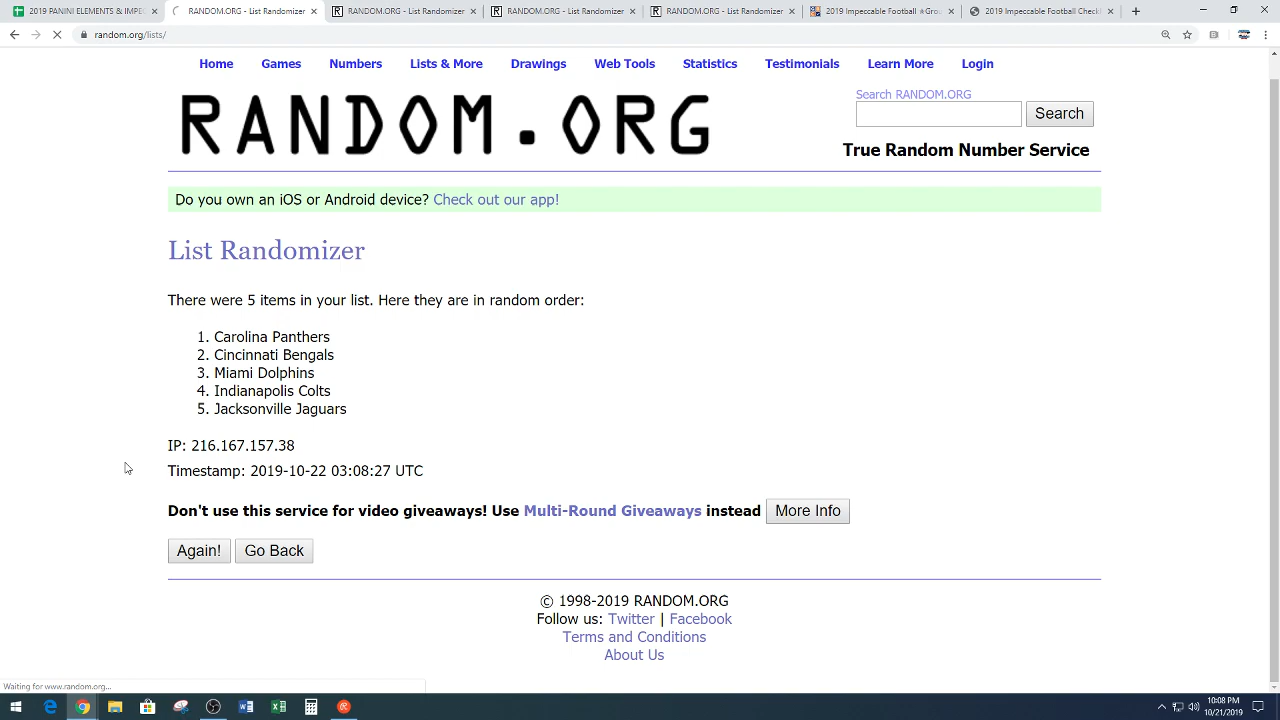 2019 PANINI ELEMENTS & IMPEC
RANDOM.ORG - List Randomizer
RANDOM.ORG - List Randomizer
RANDOM.ORG - List Randomizer
RANDOM.ORG - List Randomizer
2019 Impeccable Football #Grou
2019 Impeccable Football Check
random.org/lists/
Home Games Numbers Lists & More Drawings Web Tools Statistics Testimonials Learn More Login
RANDOM.ORG
Search RANDOM.ORG
Search
True Random Number Service
Do you own an iOS or Android device? Check out our app!
List Randomizer
There were 5 items in your list. Here they are in random order:
1. Carolina Panthers
2. Cincinnati Bengals
3. Miami Dolphins
4. Indianapolis Colts
5. Jacksonville Jaguars
IP: 216.167.157.38
Timestamp: 2019-10-22 03:08:27 UTC
Don't use this service for video giveaways! Use Multi-Round Giveaways instead More Info
Again! Go Back
© 1998-2019 RANDOM.ORG
Follow us: Twitter | Facebook
Terms and Conditions
About Us
Waiting for www.random.org...
10:08 PM
10/21/2019